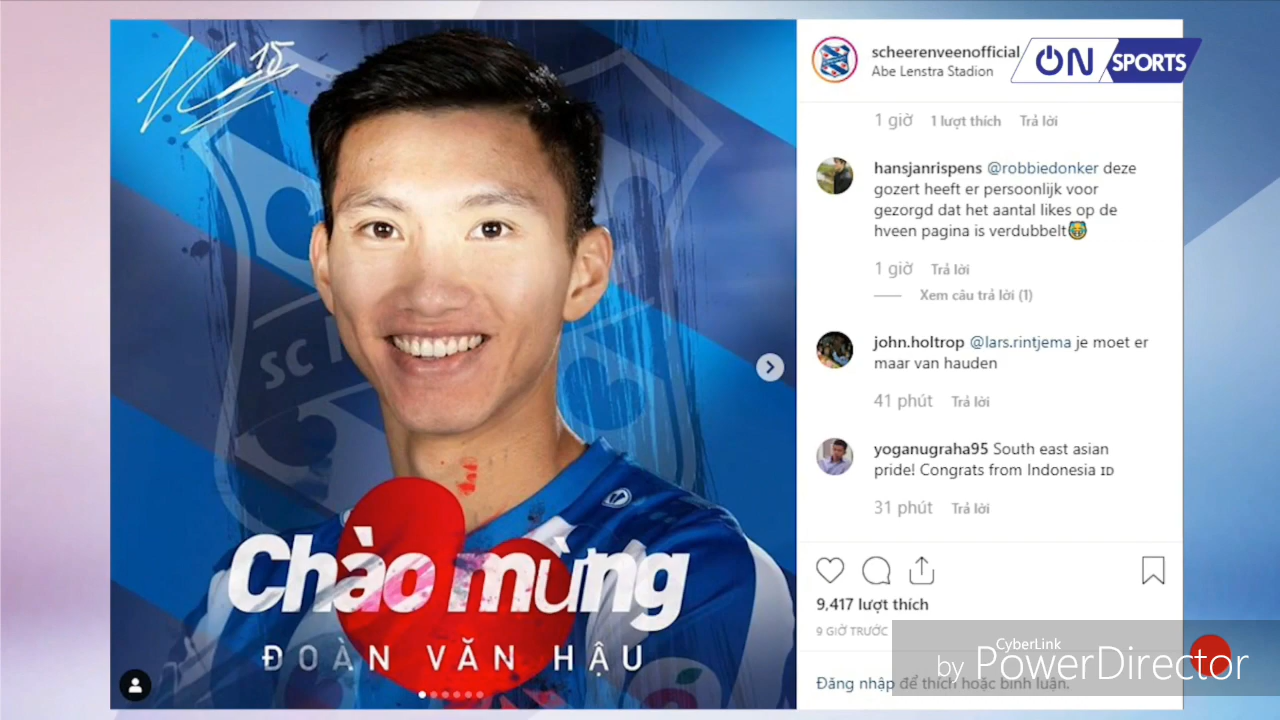 15
SC
Chào mừng
ĐOÀN VĂN HẬU
scheerenveenofficial
Abe Lenstra Stadion
ON SPORTS
1 giờ 1 lượt thích Trả lời
hansjanrispens @robbiedonker deze
gozert heeft er persoonlijk voor
gezorgd dat het aantal likes op de
hveen pagina is verdubbelt
1 giờ Trả lời
Xem câu trả lời (1)
john.holtrop @lars.rintjema je moet er
maar van hauden
41 phút Trả lời
yoganugraha95 South east asian
pride! Congrats from Indonesia ɪᴅ
31 phút Trả lời
9,417 lượt thích
9 GIỜ TRƯỚC
Đăng nhập để thích hoặc bình luận.
CyberLink
by PowerDirector